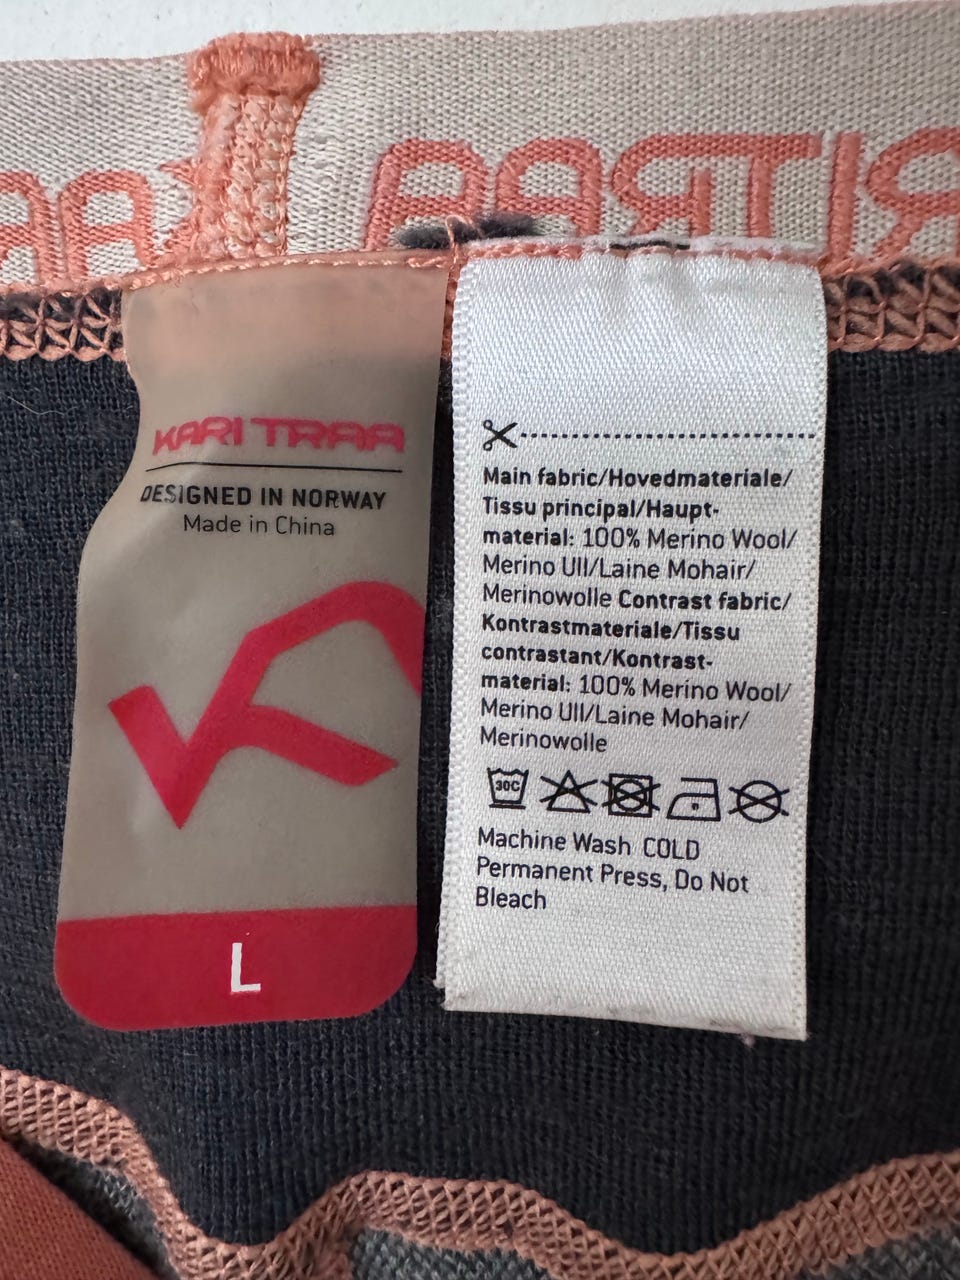 KARI TRAA
KARI TRAA
DESIGNED IN NORWAY
Made in China
L
Main fabric/Hovedmateriale/
Tissu principal/Haupt-
material: 100% Merino Wool/
Merino Ull/Laine Mohair/
Merinowolle Contrast fabric/
Kontrastmateriale/Tissu
contrastant/Kontrast-
material: 100% Merino Wool/
Merino Ull/Laine Mohair/
Merinowolle
30C
Machine Wash COLD
Permanent Press, Do Not
Bleach